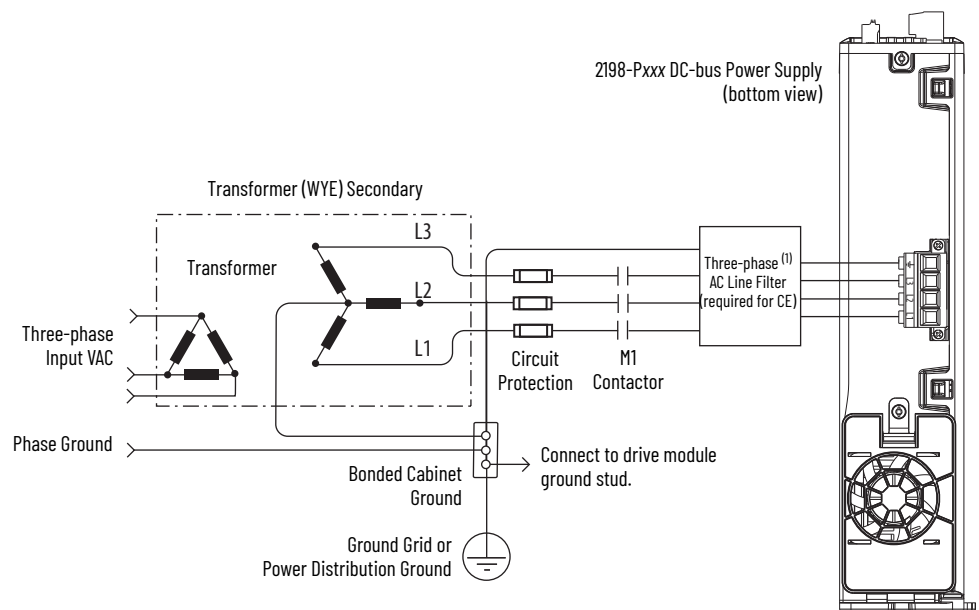 2198-Pxxx DC-bus Power Supply
(bottom view)
Transformer (WYE) Secondary
L3
Transformer
L2
Three-phase (1)
AC Line Filter
(required for CE)
Three-phase
Input VAC
L1
Circuit
Protection
M1
Contactor
Phase Ground
Bonded Cabinet
Ground
Connect to drive module
ground stud.
Ground Grid or
Power Distribution Ground